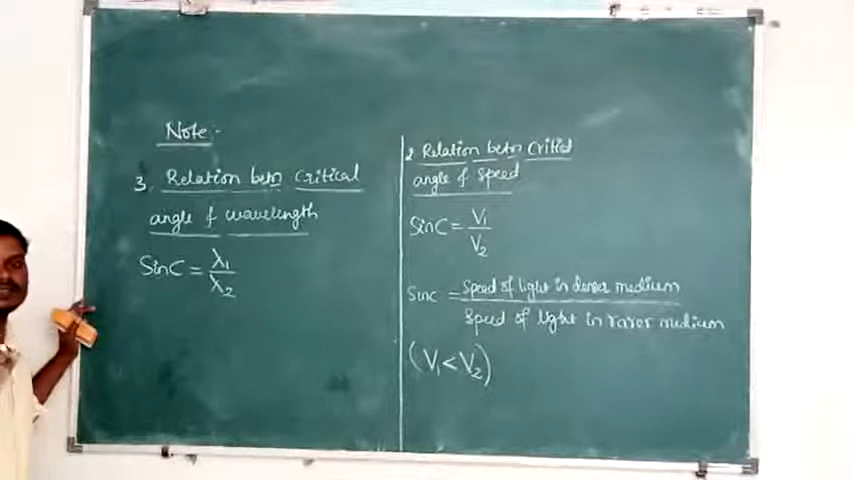 Note:-
3. Relation betn Critical
angle & wavelength
SinC = λ1/λ2
2 Relation betn Critical
angle & Speed
SinC = V1/V2
Sinc = Speed of light in denser medium/Speed of light in rarer medium
(V1 < V2)